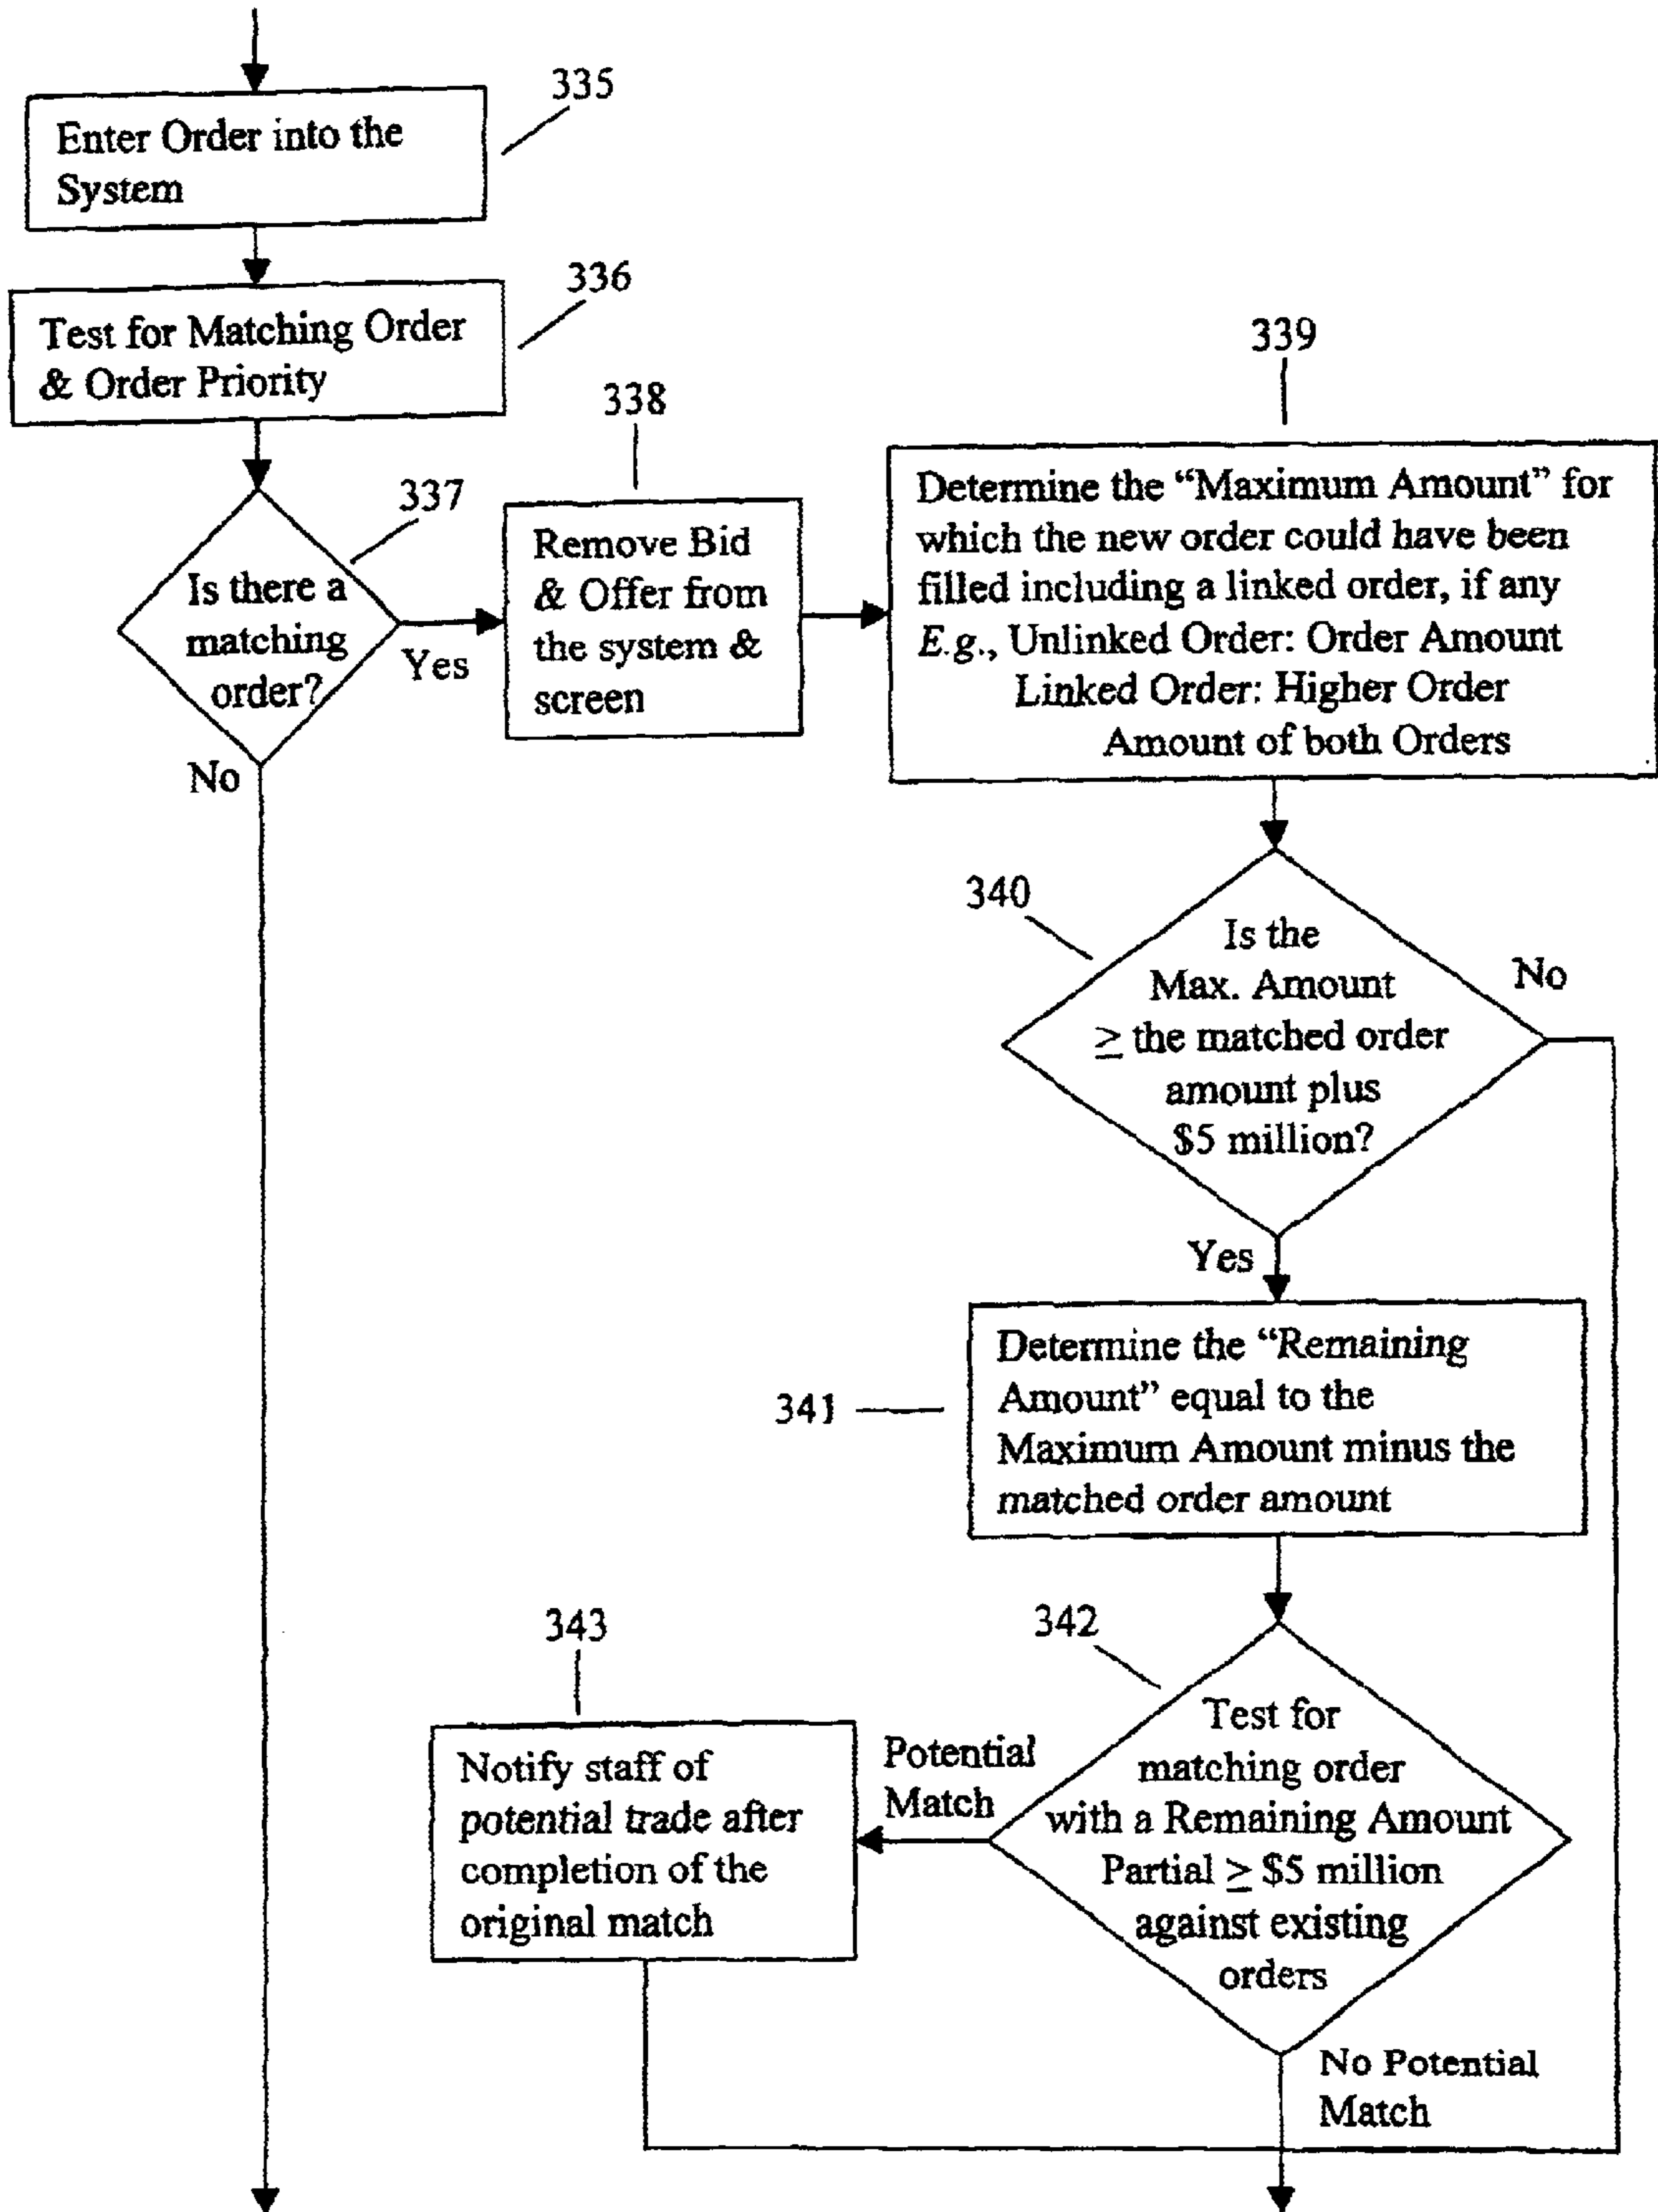 335
Enter Order into the
System
336
Test for Matching Order
& Order Priority
337
Is there a
matching
order?
Yes
No
338
Remove Bid
& Offer from
the system &
screen
339
Determine the “Maximum Amount” for
which the new order could have been
filled including a linked order, if any
E.g., Unlinked Order: Order Amount
Linked Order: Higher Order
Amount of both Orders
340
Is the
Max. Amount
≥ the matched order
amount plus
$5 million?
No
Yes
341
Determine the “Remaining
Amount” equal to the
Maximum Amount minus the
matched order amount
342
Test for
matching order
with a Remaining Amount
Partial ≥ $5 million
against existing
orders
Potential
Match
343
Notify staff of
potential trade after
completion of the
original match
No Potential
Match